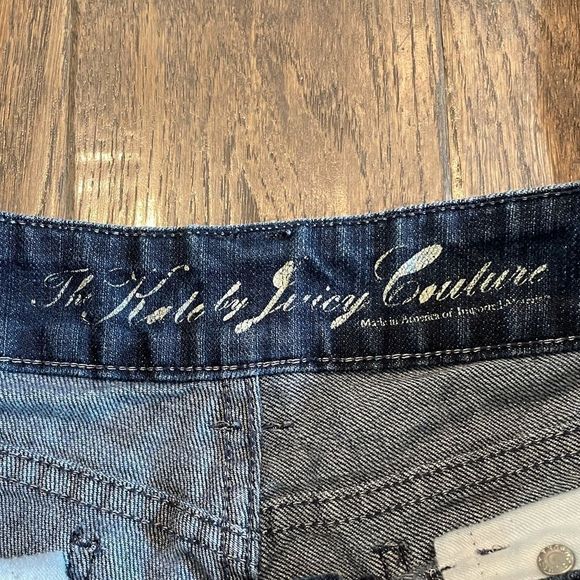 The Kate by Juicy Couture
Made in America of Imported Materials